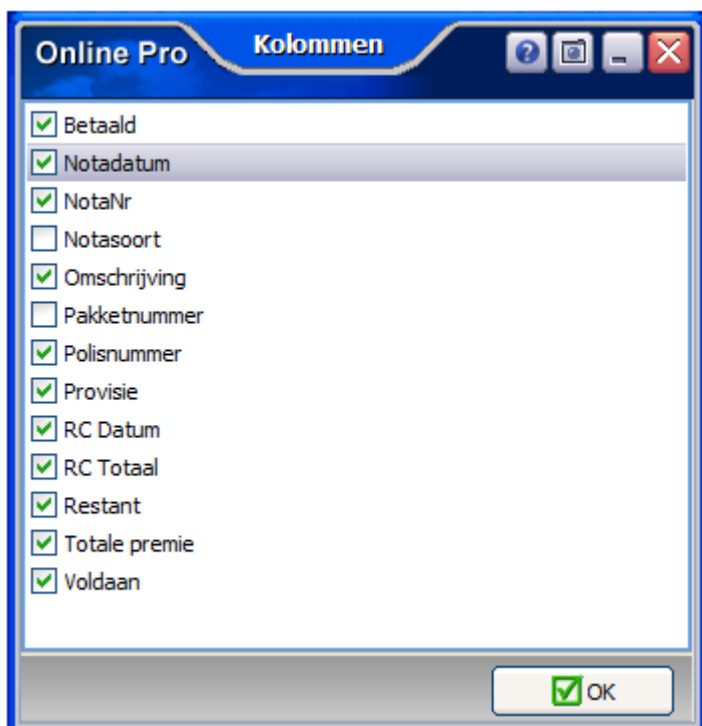 Online Pro
Kolommen
Betaald
Notadatum
NotaNr
Notasoort
Omschrijving
Pakketnummer
Polisnummer
Provisie
RC Datum
RC Totaal
Restant
Totale premie
Voldaan
OK